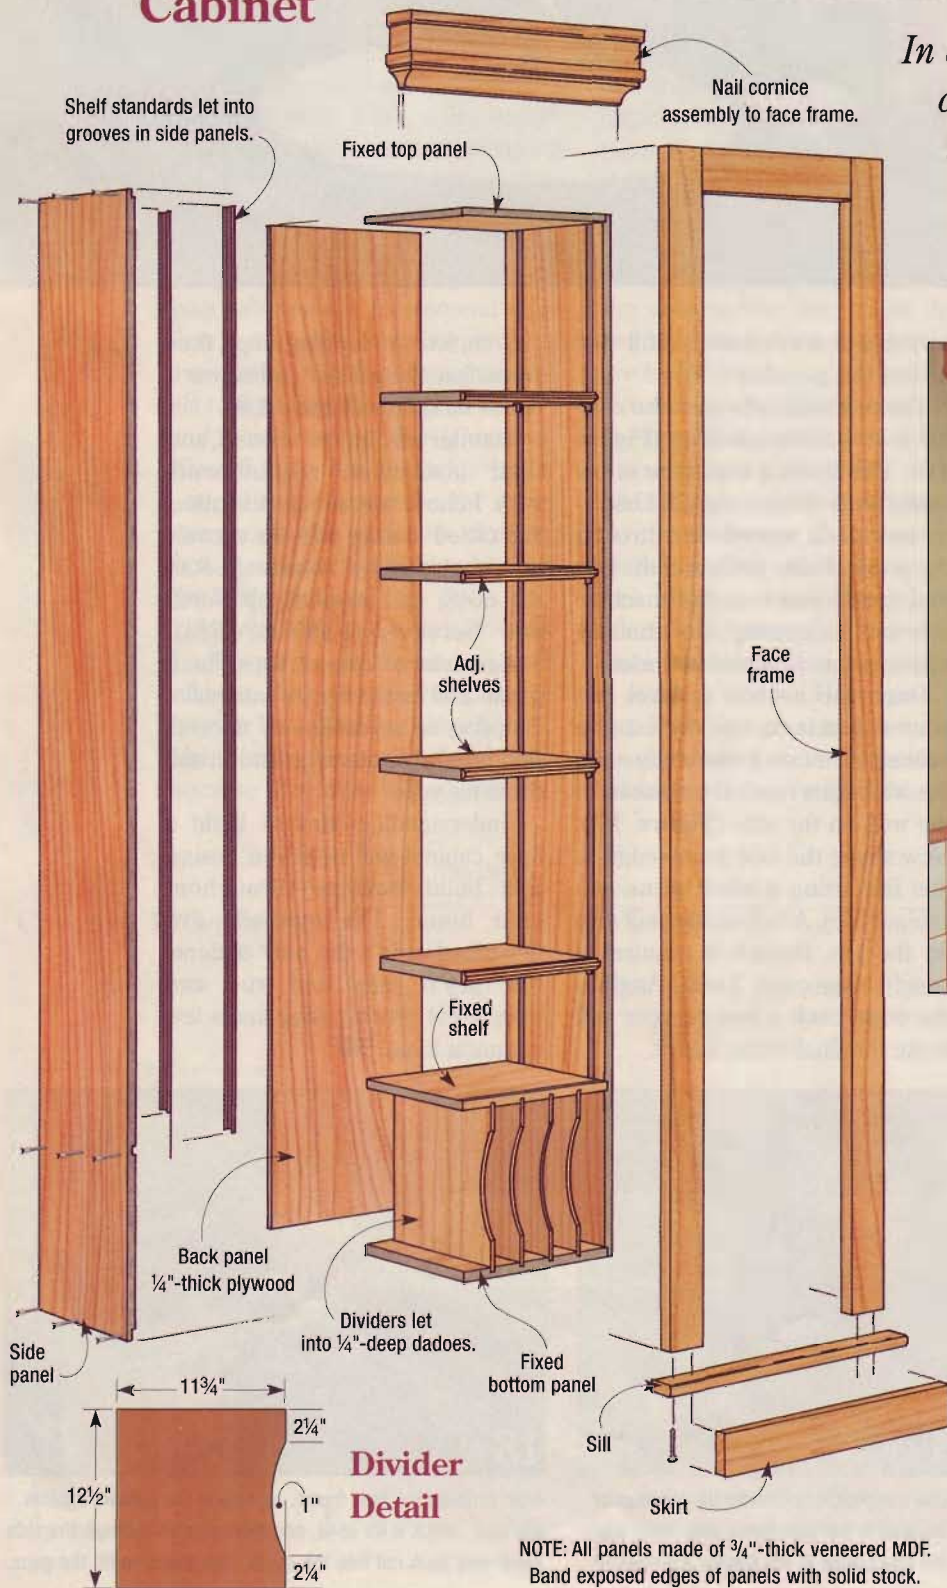 Cabinet
In
Shelf standards let into
grooves in side panels.
Nail cornice
assembly to face frame.
Fixed top panel
Adj.
shelves
Face
frame
Fixed
shelf
Back panel
¼"-thick plywood
Dividers let
into ¼"-deep dadoes.
Side
panel
Fixed
bottom panel
Sill
Skirt
11¾"
2¼"
12½"
1"
2¼"
Divider
Detail
NOTE: All panels made of ¾"-thick veneered MDF.
Band exposed edges of panels with solid stock.